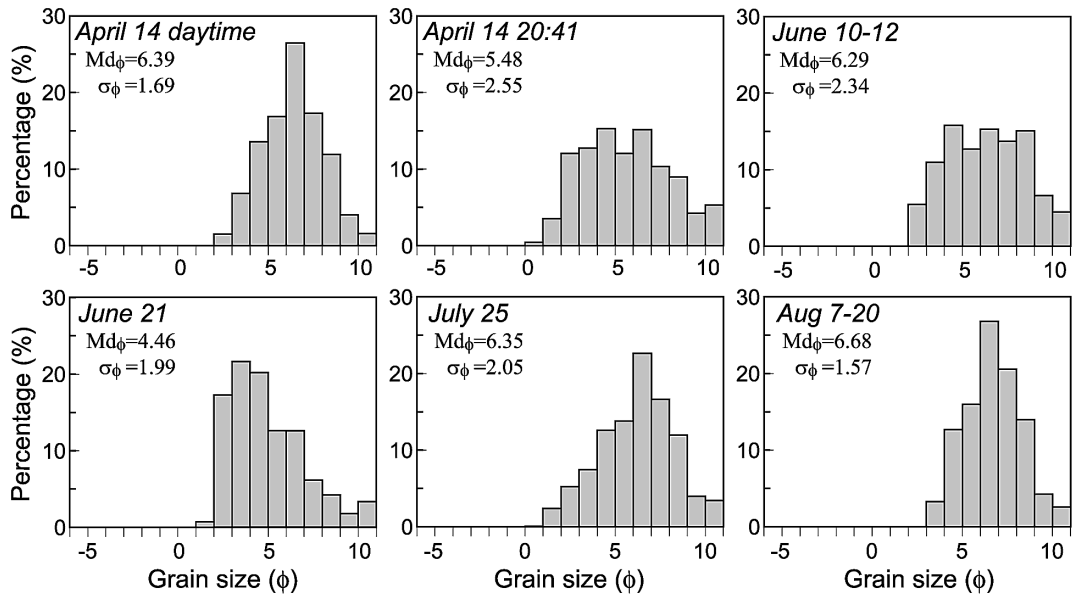 April 14 daytime
Mdϕ=6.39
σϕ=1.69
April 14 20:41
Mdϕ=5.48
σϕ=2.55
June 10-12
Mdϕ=6.29
σϕ=2.34
Percentage (%)
30
20
10
0
-5 0 5 10
-5 0 5 10
-5 0 5 10
30
20
10
0
30
20
10
0
June 21
Mdϕ=4.46
σϕ=1.99
July 25
Mdϕ=6.35
σϕ=2.05
Aug 7-20
Mdϕ=6.68
σϕ=1.57
Percentage (%)
30
20
10
0
-5 0 5 10
-5 0 5 10
-5 0 5 10
30
20
10
0
30
20
10
0
Grain size (ϕ)
Grain size (ϕ)
Grain size (ϕ)